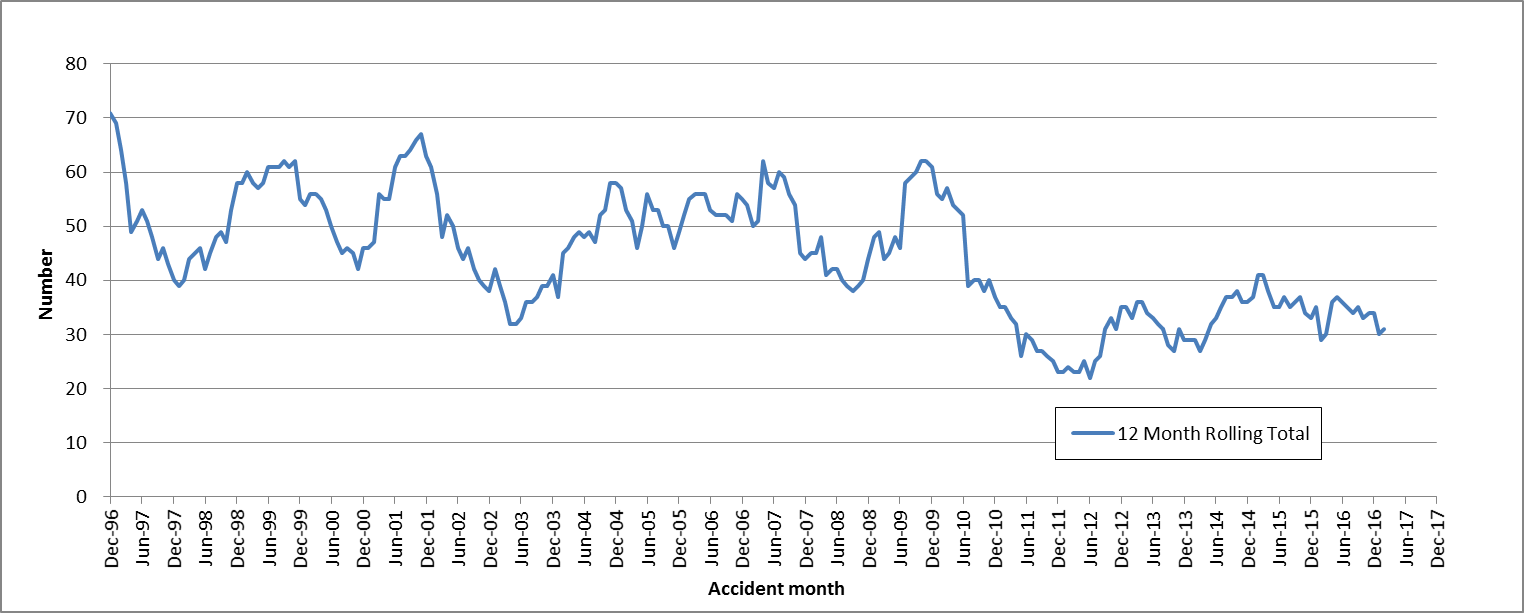 80
70
60
50
40
30
20
10
0
Number
Dec-96
Jun-97
Dec-97
Jun-98
Dec-98
Jun-99
Dec-99
Jun-00
Dec-00
Jun-01
Dec-01
Jun-02
Dec-02
Jun-03
Dec-03
Jun-04
Dec-04
Jun-05
Dec-05
Jun-06
Dec-06
Jun-07
Dec-07
Jun-08
Dec-08
Jun-09
Dec-09
Jun-10
Dec-10
Jun-11
Dec-11
Jun-12
Dec-12
Jun-13
Dec-13
Jun-14
Dec-14
Jun-15
Dec-15
Jun-16
Dec-16
Jun-17
Dec-17
Accident month
12 Month Rolling Total